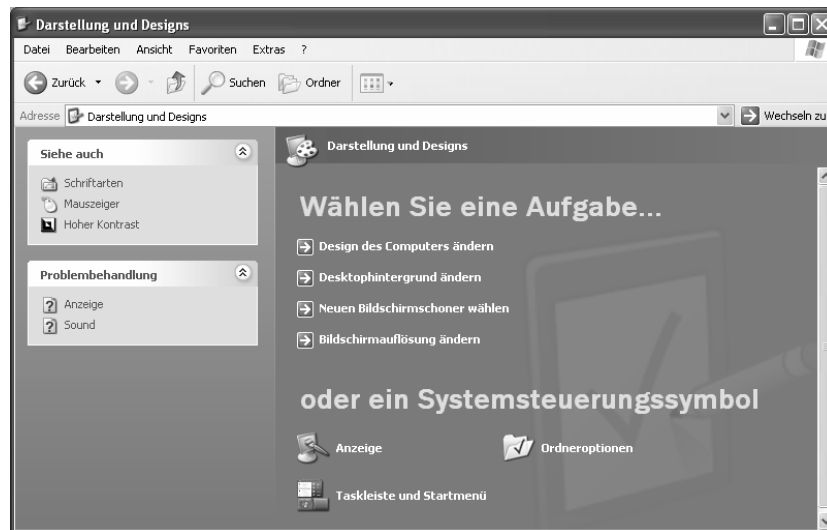 Darstellung und Designs
Datei Bearbeiten Ansicht Favoriten Extras ?
Zurück Suchen Ordner
Adresse Darstellung und Designs Wechseln zu
Siehe auch
Schriftarten
Mauszeiger
Hoher Kontrast
Problembehandlung
Anzeige
Sound
Darstellung und Designs
Wählen Sie eine Aufgabe...
Design des Computers ändern
Desktophintergrund ändern
Neuen Bildschirmschoner wählen
Bildschirmauflösung ändern
oder ein Systemsteuerungssymbol
Anzeige Ordneroptionen
Taskleiste und Startmenü